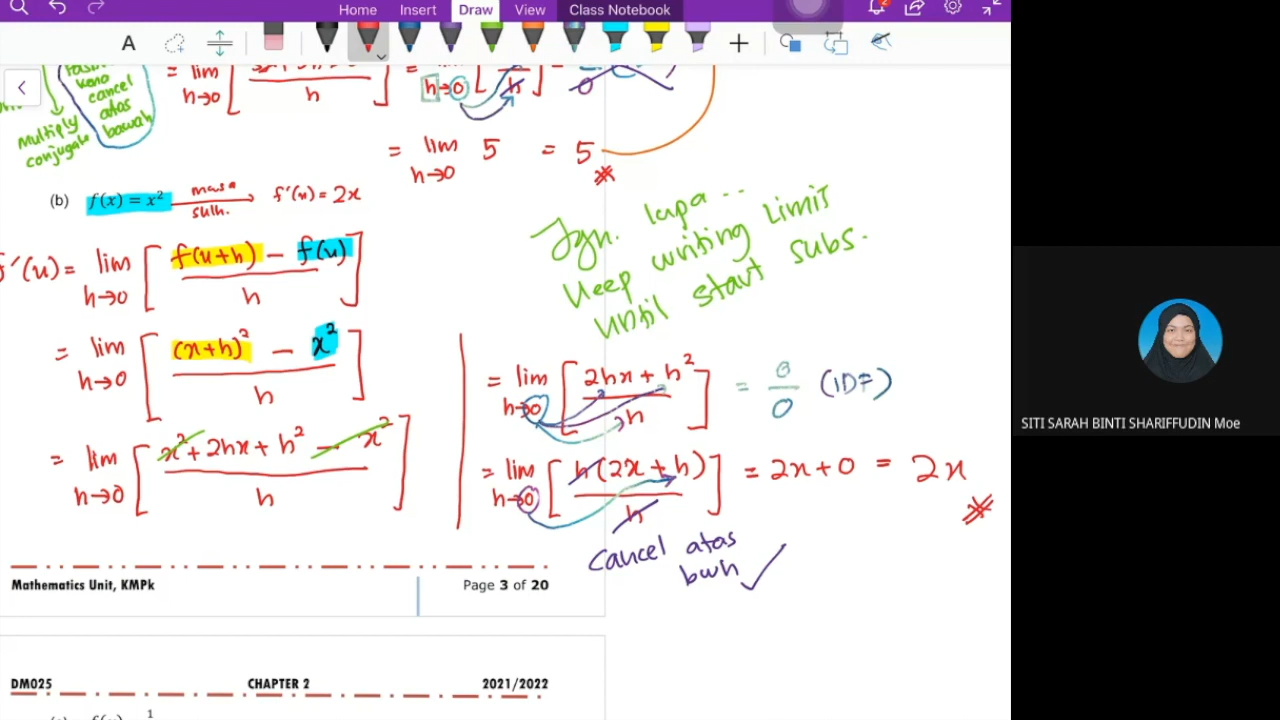 Home Insert Draw View Class Notebook
2
A
kena
cancel
atas
bawah
Multiply
conjugate
= lim h→0 [ h ] = lim h→0 [ h ] = 0
= lim h→0 5 = 5
(b) f(x) = x² masa sulh. f'(x) = 2x
f'(x) = lim h→0 [ f(x+h) − f(x) / h ]
= lim h→0 [ (x+h)² − x² / h ]
= lim h→0 [ x² + 2hx + h² − x² / h ]
Jgn. lupa ..
keep writing Limit
until start subs.
= lim h→0 [ 2hx + h² / h ] = 0/0 (IDF)
= lim h→0 [ h(2x + h) / h ] = 2x + 0 = 2x
cancel atas
bwh
Mathematics Unit, KMPk Page 3 of 20
DM025 CHAPTER 2 2021/2022
SITI SARAH BINTI SHARIFFUDIN Moe